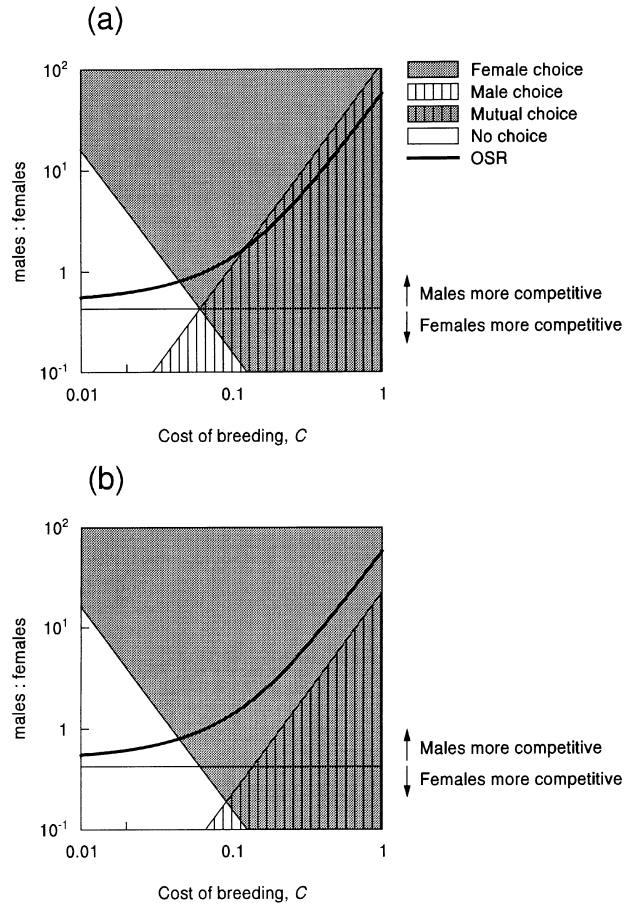 (a)
Female choice
Male choice
Mutual choice
No choice
OSR
males : females
10²
10¹
1
10⁻¹
0.01
0.1
1
Males more competitive
Females more competitive
Cost of breeding, C
(b)
males : females
10²
10¹
1
10⁻¹
0.01
0.1
1
Males more competitive
Females more competitive
Cost of breeding, C